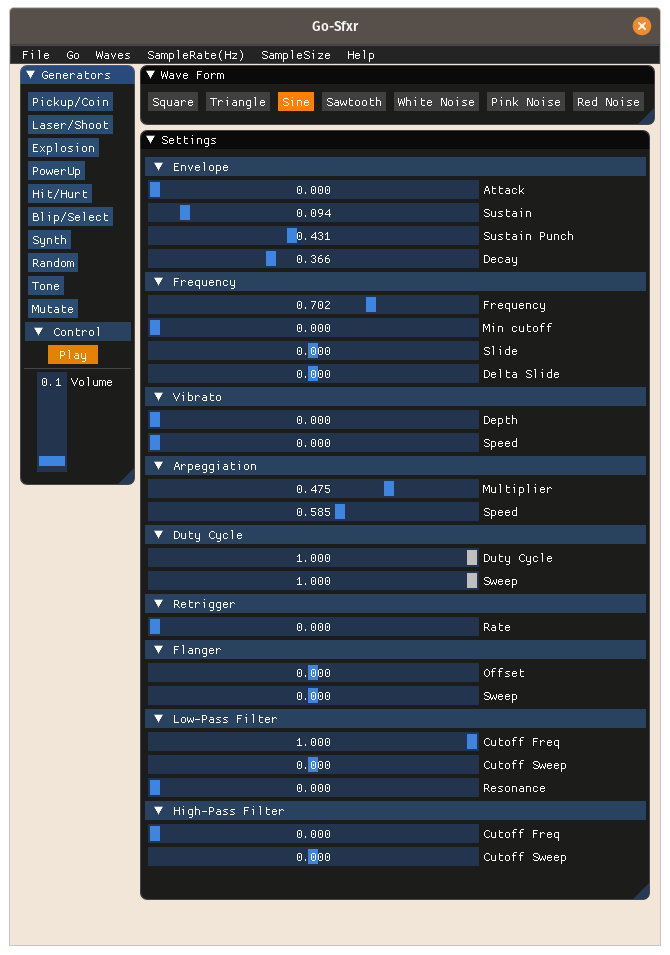 Go-Sfxr
File Go Waves SampleRate(Hz) SampleSize Help
Generators
Pickup/Coin
Laser/Shoot
Explosion
PowerUp
Hit/Hurt
Blip/Select
Synth
Random
Tone
Mutate
Control
Play
0.1 Volume
Wave Form
Square Triangle Sine Sawtooth White Noise Pink Noise Red Noise
Settings
Envelope
0.000 Attack
0.094 Sustain
0.431 Sustain Punch
0.366 Decay
Frequency
0.702 Frequency
0.000 Min cutoff
0.000 Slide
0.000 Delta Slide
Vibrato
0.000 Depth
0.000 Speed
Arpeggiation
0.475 Multiplier
0.585 Speed
Duty Cycle
1.000 Duty Cycle
1.000 Sweep
Retrigger
0.000 Rate
Flanger
0.000 Offset
0.000 Sweep
Low-Pass Filter
1.000 Cutoff Freq
0.000 Cutoff Sweep
0.000 Resonance
High-Pass Filter
0.000 Cutoff Freq
0.000 Cutoff Sweep